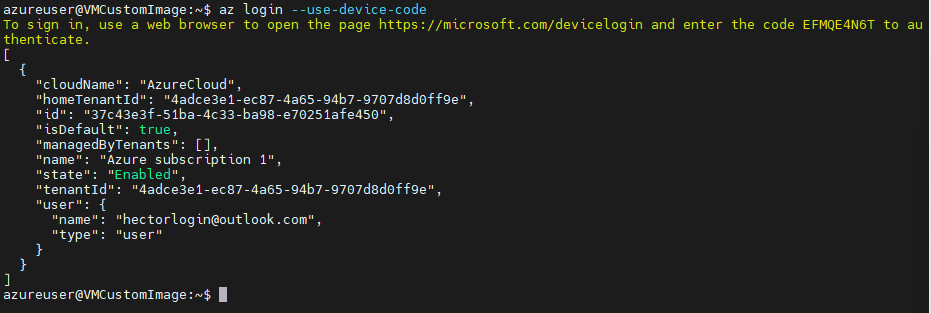 azureuser@VMCustomImage:~$ az login --use-device-code
To sign in, use a web browser to open the page https://microsoft.com/devicelogin and enter the code EFMQE4N6T to au
thenticate.
[
  {
    "cloudName": "AzureCloud",
    "homeTenantId": "4adce3e1-ec87-4a65-94b7-9707d8d0ff9e",
    "id": "37c43e3f-51ba-4c33-ba98-e70251afe450",
    "isDefault": true,
    "managedByTenants": [],
    "name": "Azure subscription 1",
    "state": "Enabled",
    "tenantId": "4adce3e1-ec87-4a65-94b7-9707d8d0ff9e",
    "user": {
      "name": "hectorlogin@outlook.com",
      "type": "user"
    }
  }
]
azureuser@VMCustomImage:~$